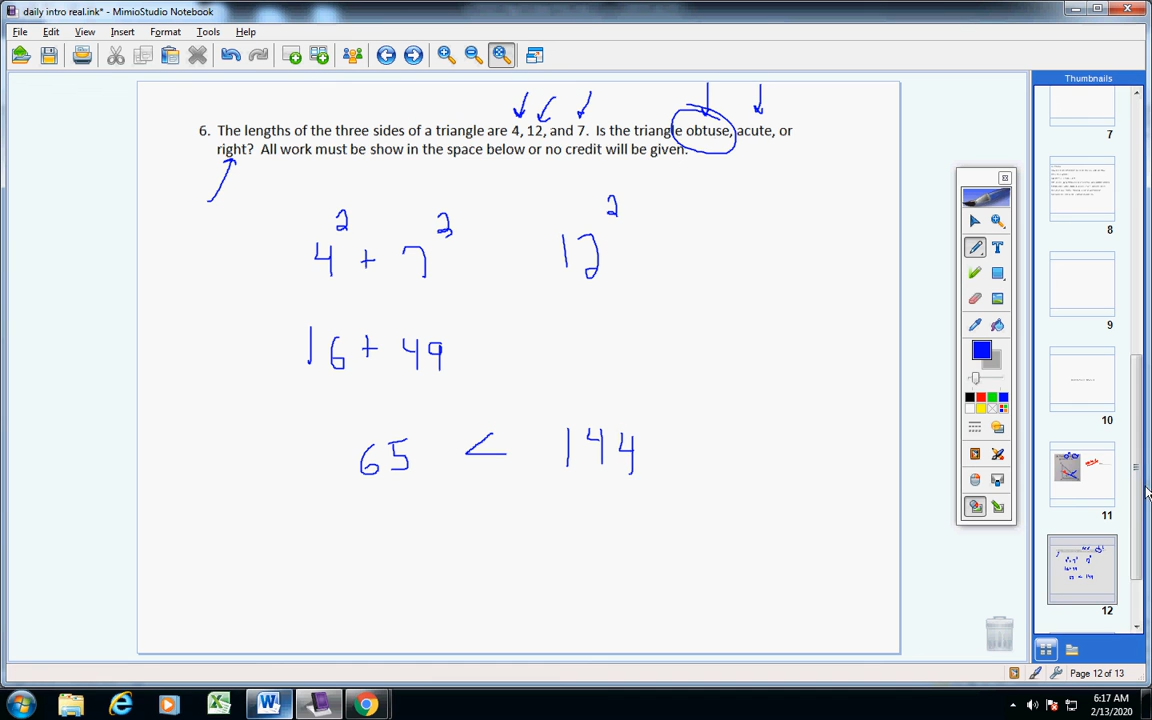 daily intro real.ink* - MimioStudio Notebook
File Edit View Insert Format Tools Help
Thumbnails
6. The lengths of the three sides of a triangle are 4, 12, and 7. Is the triangle obtuse, acute, or
right? All work must be show in the space below or no credit will be given.
4² + 7² 12²
16 + 49
65 < 144
7
8
9
10
11
12
Page 12 of 13
6:17 AM
2/13/2020